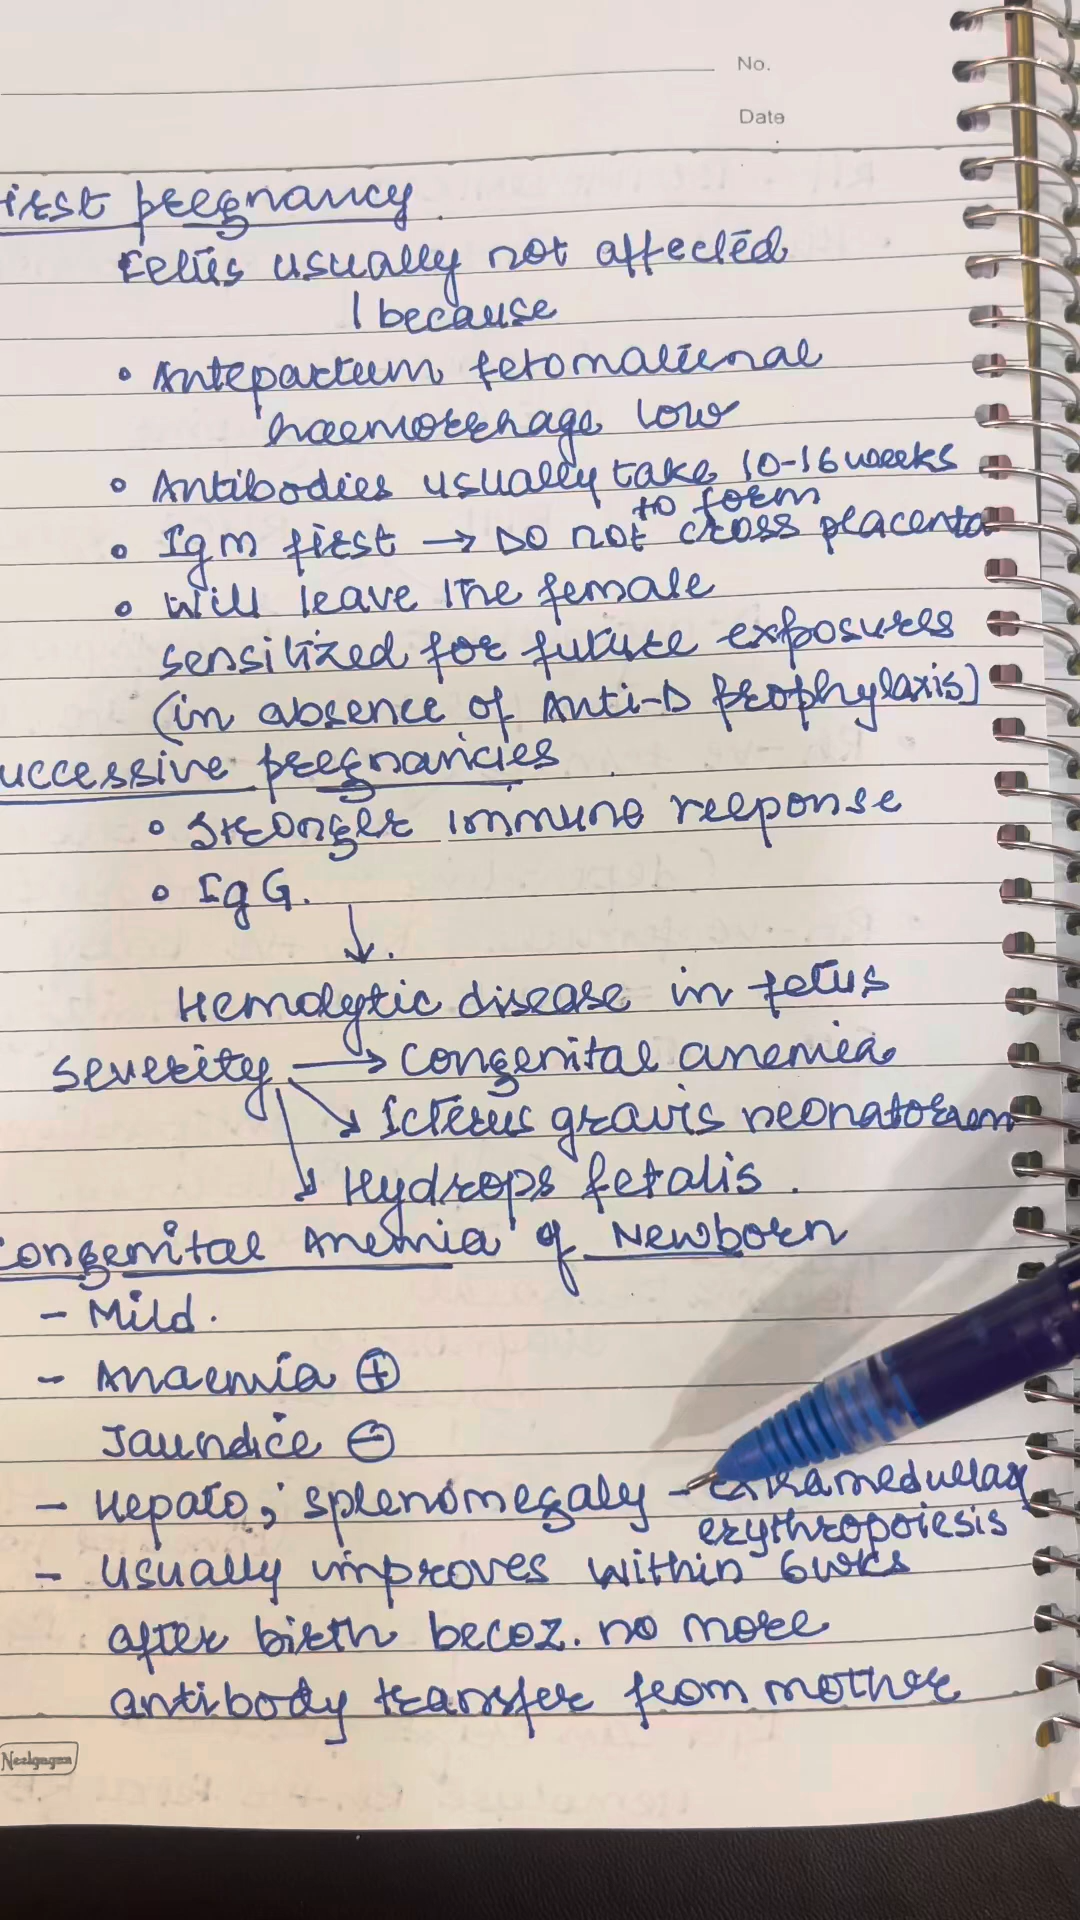 No.
Date
irst pregnancy
Fetus usually not affected
because
• Antepartum fetomaternal
haemorrhage low
• Antibodies usually take 10-16 weeks
to form
• IgM first → Do not cross placenta
• Will leave the female
sensitized for future exposures
(in absence of Anti-D prophylaxis)
uccessive pregnancies
• Stronger immune response
• IgG.
↓
Hemolytic disease in fetus
Severity → Congenital anemia
Icterus gravis neonatorum
Hydrops fetalis.
ongenital Anemia of Newborn
- Mild.
- Anaemia ⊕
Jaundice ⊖
- Hepato; splenomegaly - extramedullary
erythropoiesis
- Usually improves within 6wks
after birth becoz. no more
antibody transfer from mother
Neelgagan